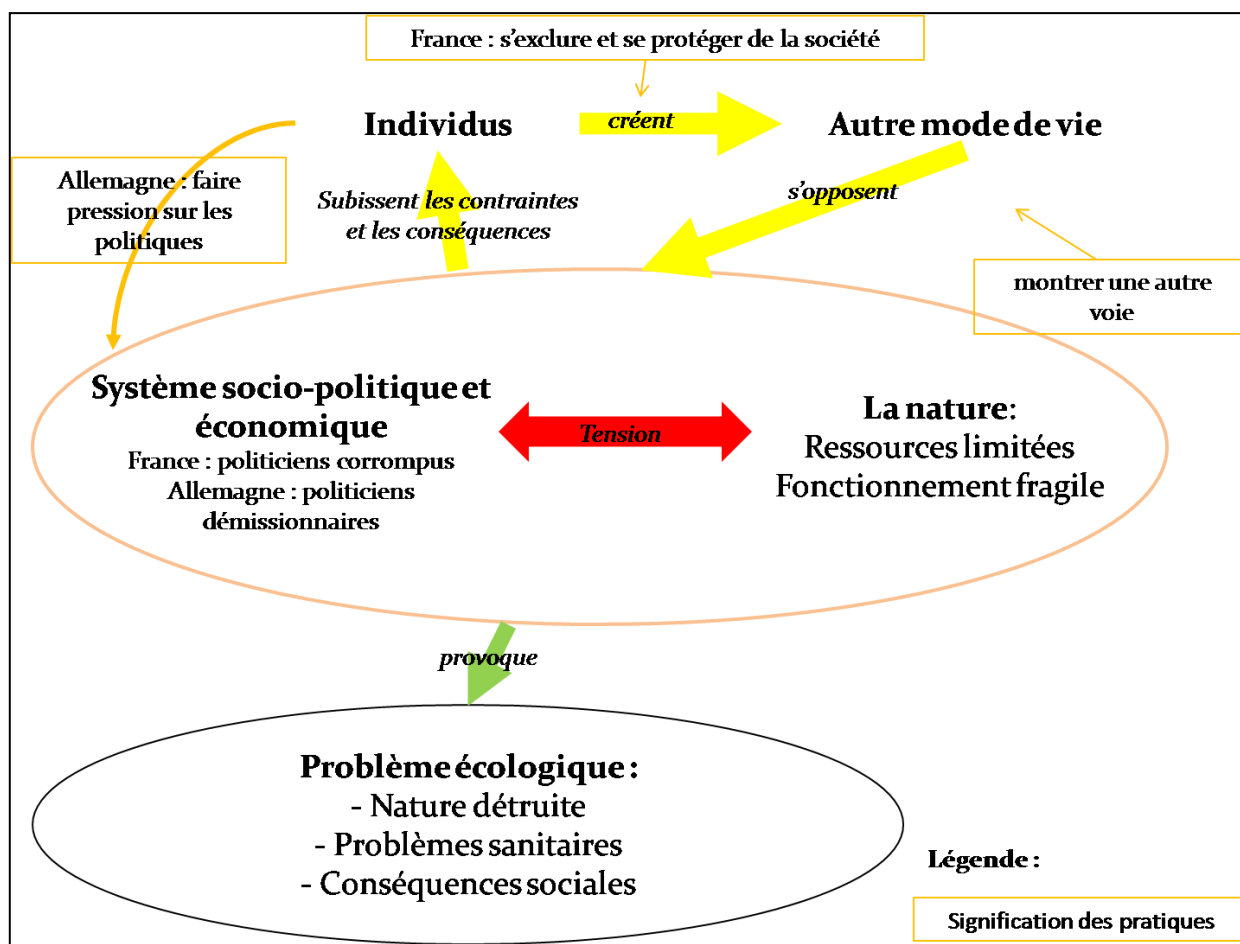 France : s'exclure et se protéger de la société
Individus
créent
Autre mode de vie
Allemagne : faire
pression sur les
politiques
Subissent les contraintes
et les conséquences
s'opposent
montrer une autre
voie
Système socio-politique et
économique
France : politiciens corrompus
Allemagne : politiciens
démissionnaires
Tension
La nature:
Ressources limitées
Fonctionnement fragile
provoque
Problème écologique :
- Nature détruite
- Problèmes sanitaires
- Conséquences sociales
Légende :
Signification des pratiques